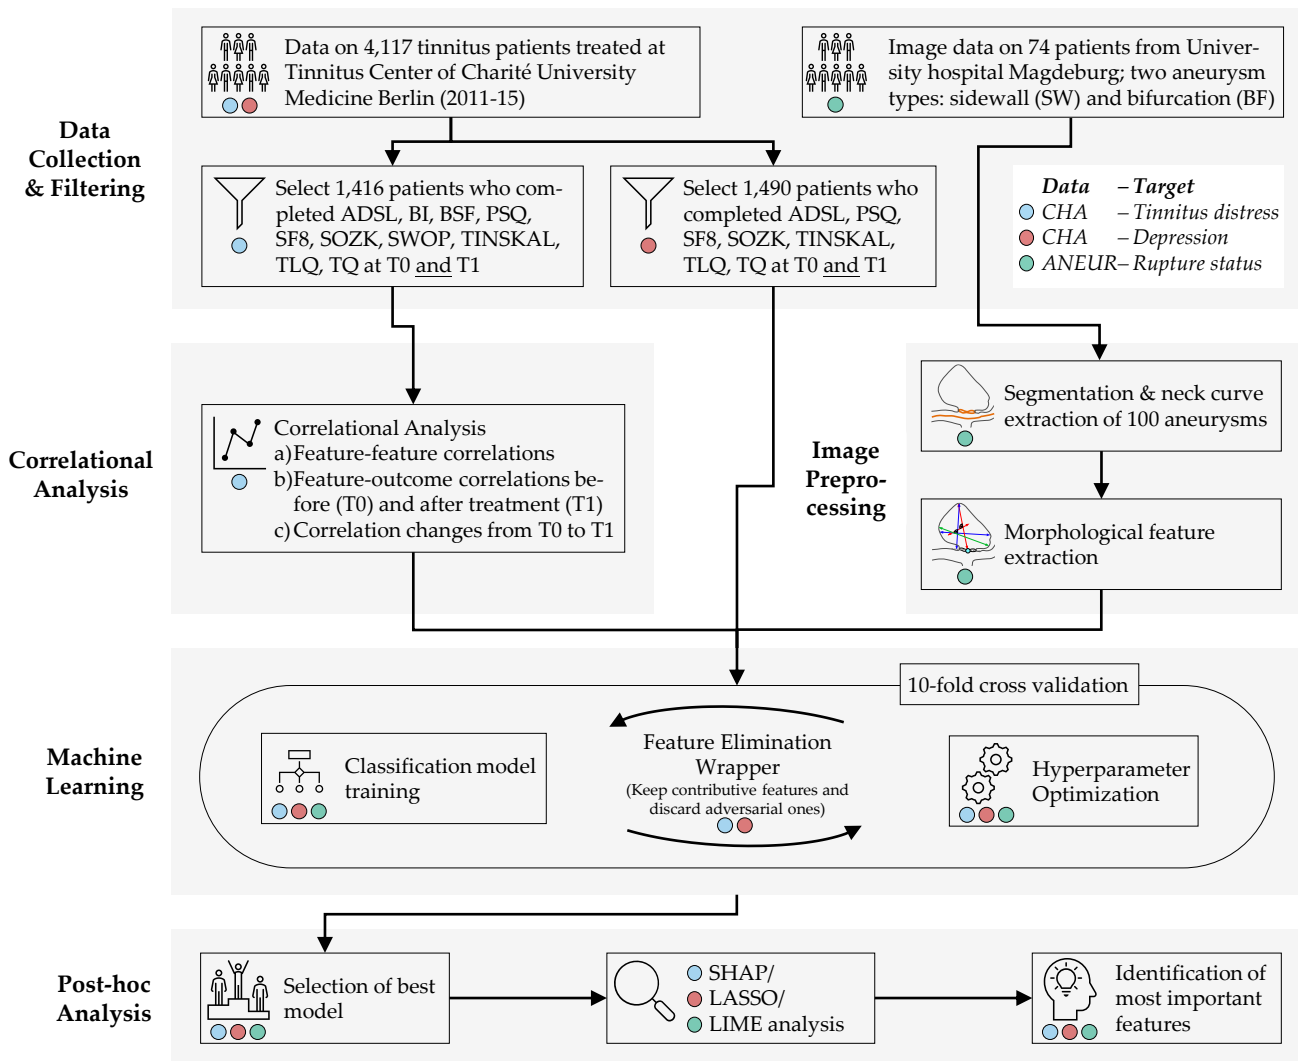 Data
Collection
& Filtering
Data on 4,117 tinnitus patients treated at
Tinnitus Center of Charité University
Medicine Berlin (2011-15)
Image data on 74 patients from Univer-
sity hospital Magdeburg; two aneurysm
types: sidewall (SW) and bifurcation (BF)
Select 1,416 patients who com-
pleted ADSL, BI, BSF, PSQ,
SF8, SOZK, SWOP, TINSKAL,
TLQ, TQ at T0 and T1
Select 1,490 patients who
completed ADSL, PSQ,
SF8, SOZK, TINSKAL,
TLQ, TQ at T0 and T1
Data – Target
CHA – Tinnitus distress
CHA – Depression
ANEUR – Rupture status
Correlational
Analysis
Correlational Analysis
a) Feature-feature correlations
b) Feature-outcome correlations be-
fore (T0) and after treatment (T1)
c) Correlation changes from T0 to T1
Image
Prepro-
cessing
Segmentation & neck curve
extraction of 100 aneurysms
Morphological feature
extraction
Machine
Learning
10-fold cross validation
Classification model
training
Feature Elimination
Wrapper
(Keep contributive features and
discard adversarial ones)
Hyperparameter
Optimization
Post-hoc
Analysis
Selection of best
model
SHAP/
LASSO/
LIME analysis
Identification of
most important
features